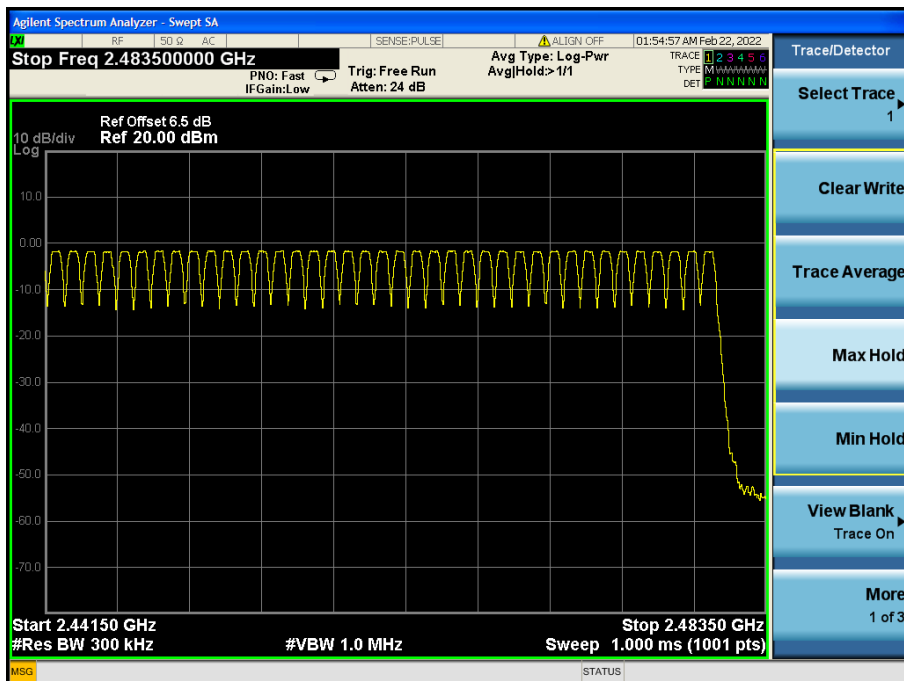 Agilent Spectrum Analyzer - Swept SA
LXI RF 50 Ω AC SENSE:PULSE ALIGN OFF 01:54:57 AM Feb 22, 2022
Stop Freq 2.483500000 GHz
PNO: Fast
IFGain:Low
Trig: Free Run
Atten: 24 dB
Avg Type: Log-Pwr
Avg|Hold:>1/1
TRACE 1 2 3 4 5 6
TYPE M W W W W W
DET P N N N N N
Ref Offset 6.5 dB
10 dB/div Ref 20.00 dBm
Log
10.0
0.00
-10.0
-20.0
-30.0
-40.0
-50.0
-60.0
-70.0
Start 2.44150 GHz Stop 2.48350 GHz
#Res BW 300 kHz #VBW 1.0 MHz Sweep 1.000 ms (1001 pts)
MSG STATUS
Trace/Detector
Select Trace
1
Clear Write
Trace Average
Max Hold
Min Hold
View Blank
Trace On
More
1 of 3